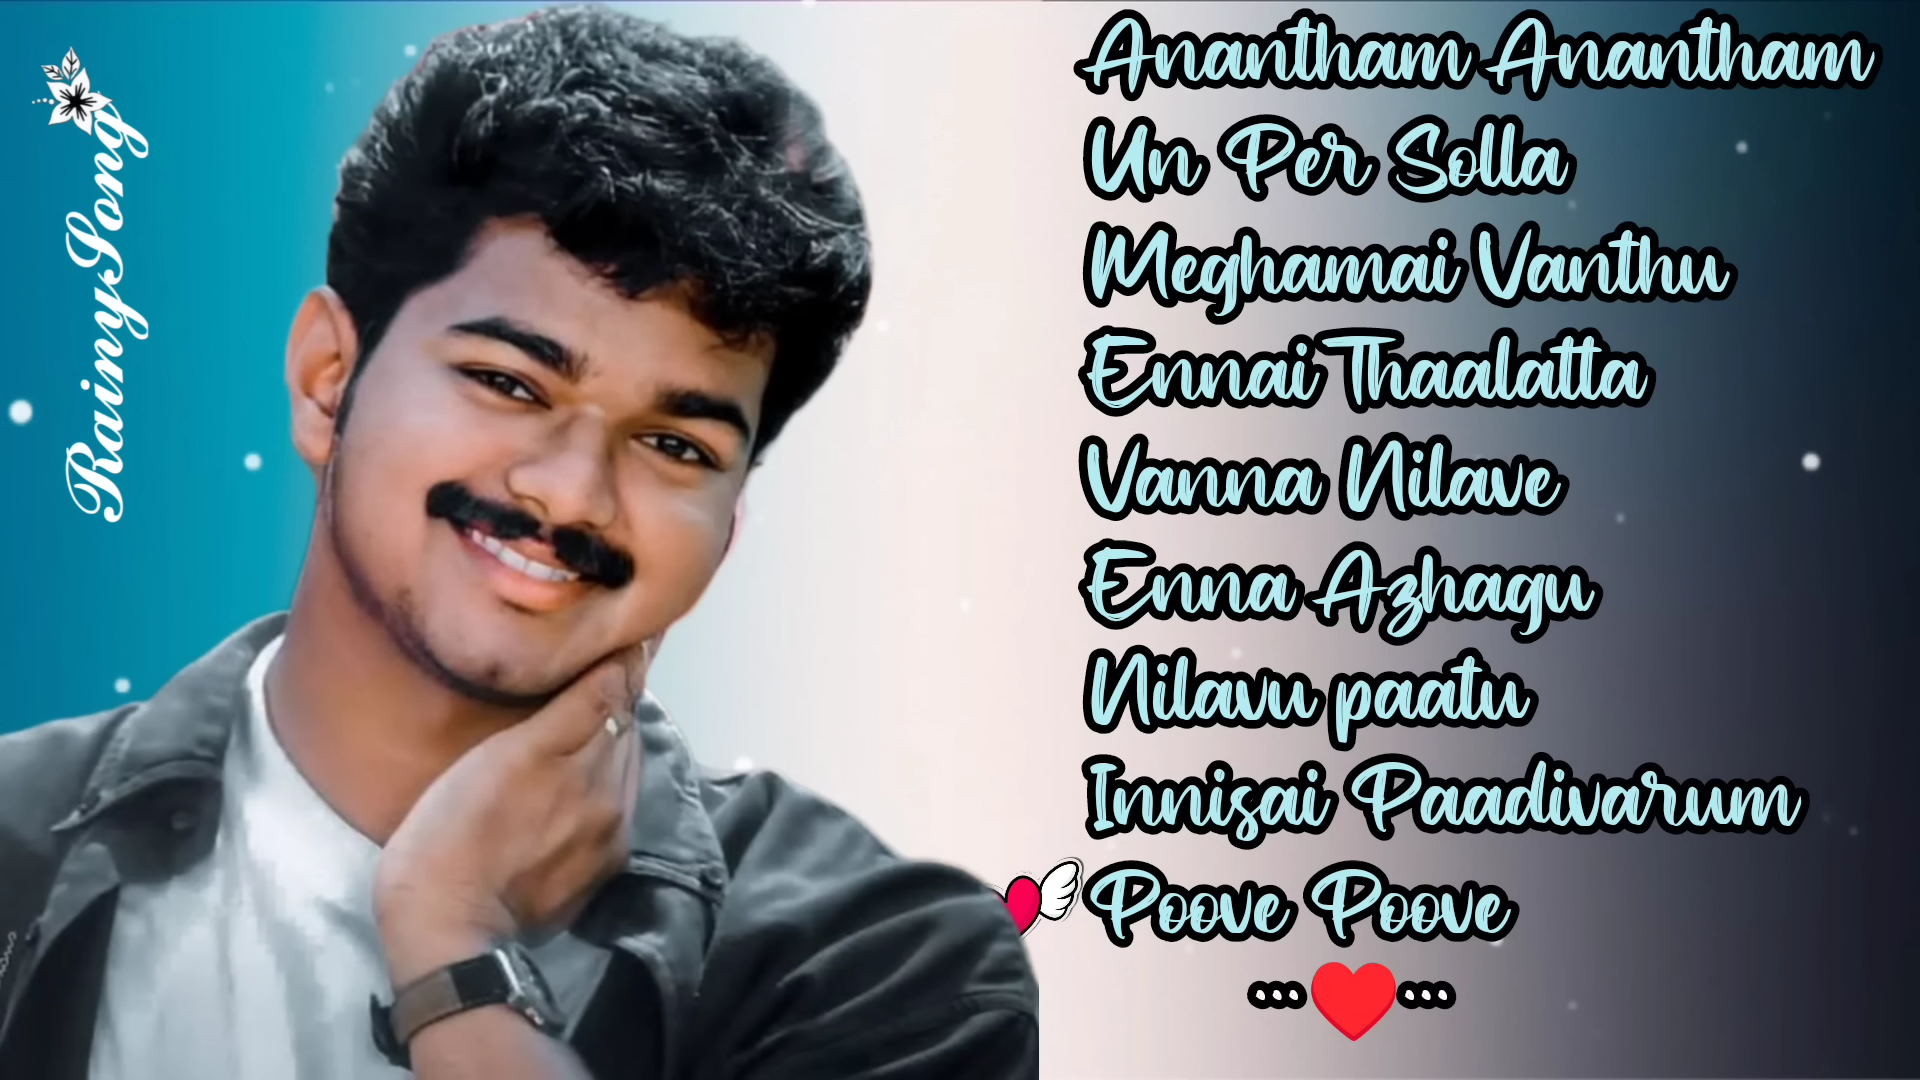 RainySong
Anantham Anantham
Un Per Solla
Meghamai Vanthu
Ennai Thaalatta
Vanna Nilave
Enna Azhagu
Nilavu paatu
Innisai Paadivarum
Poove Poove